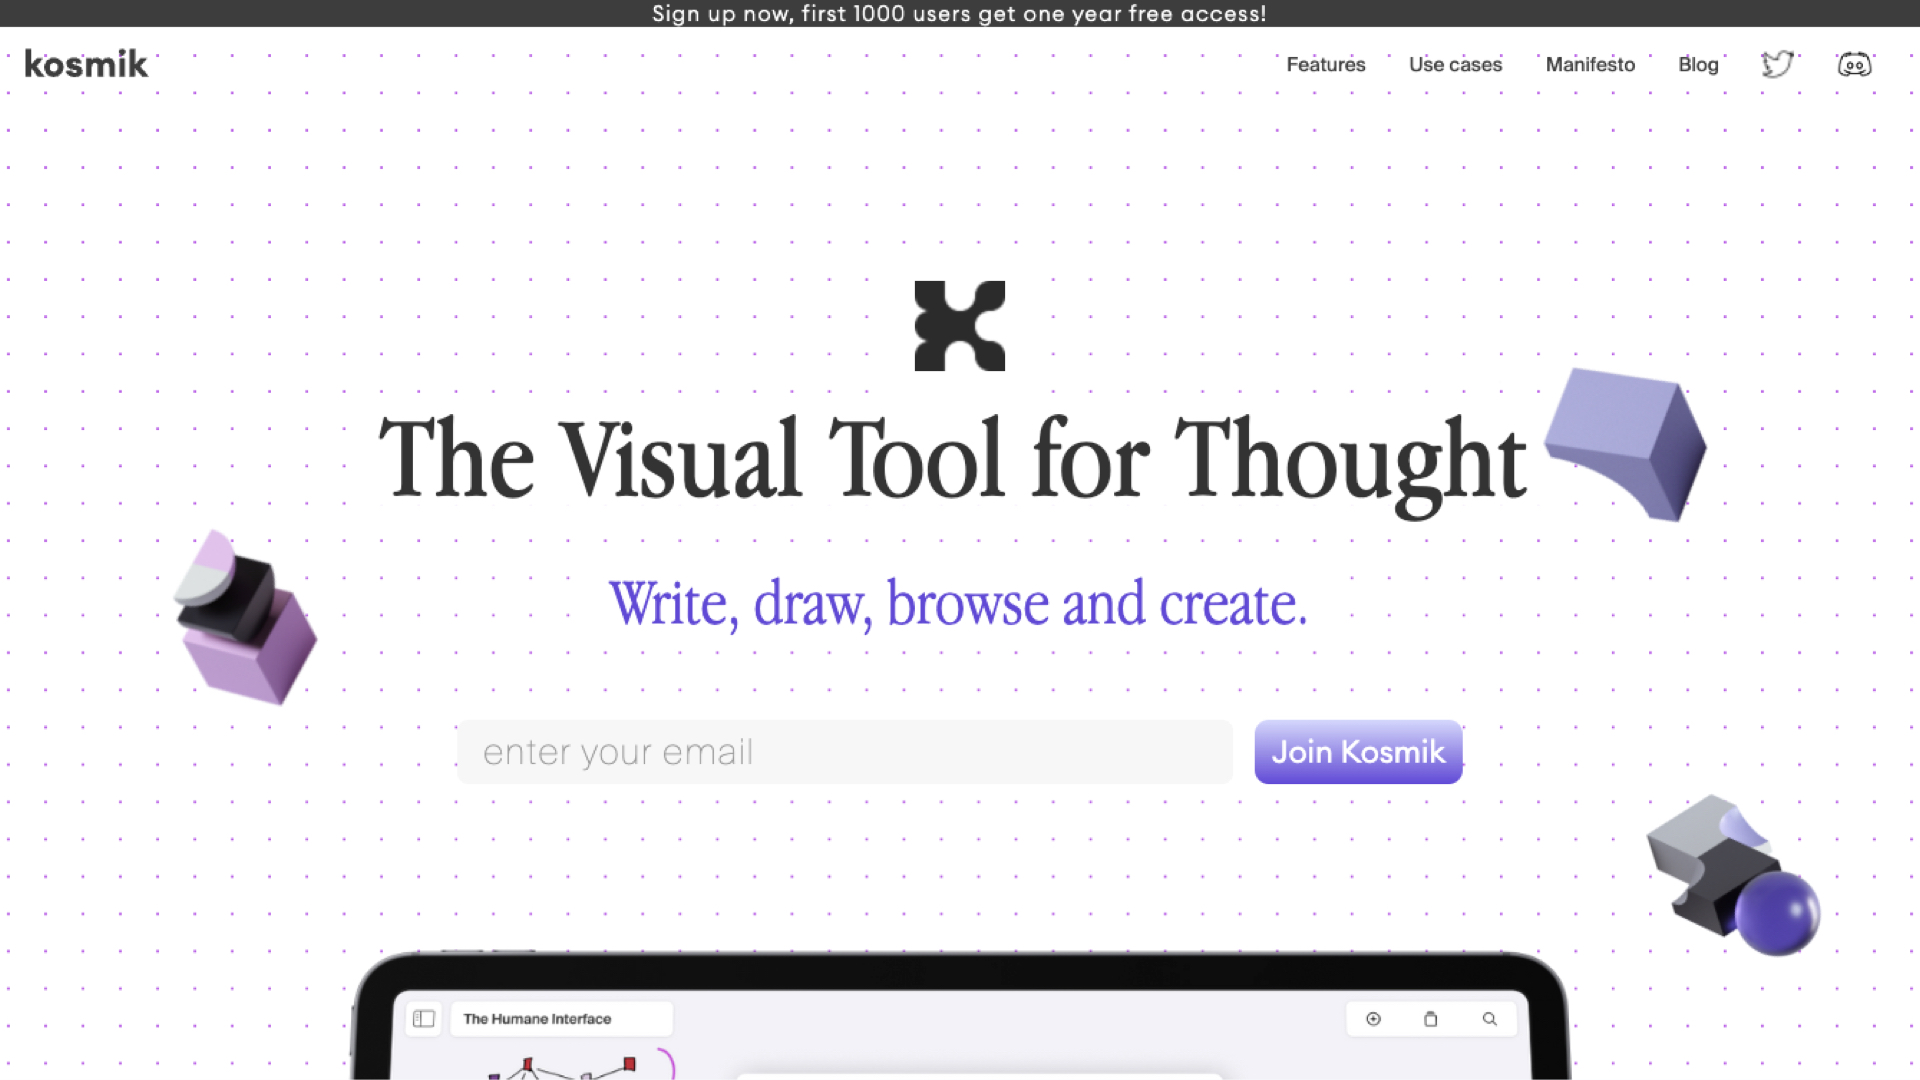 Sign up now, first 1000 users get one year free access!
kosmik
Features
Use cases
Manifesto
Blog
The Visual Tool for Thought
Write, draw, browse and create.
enter your email
Join Kosmik
The Humane Interface